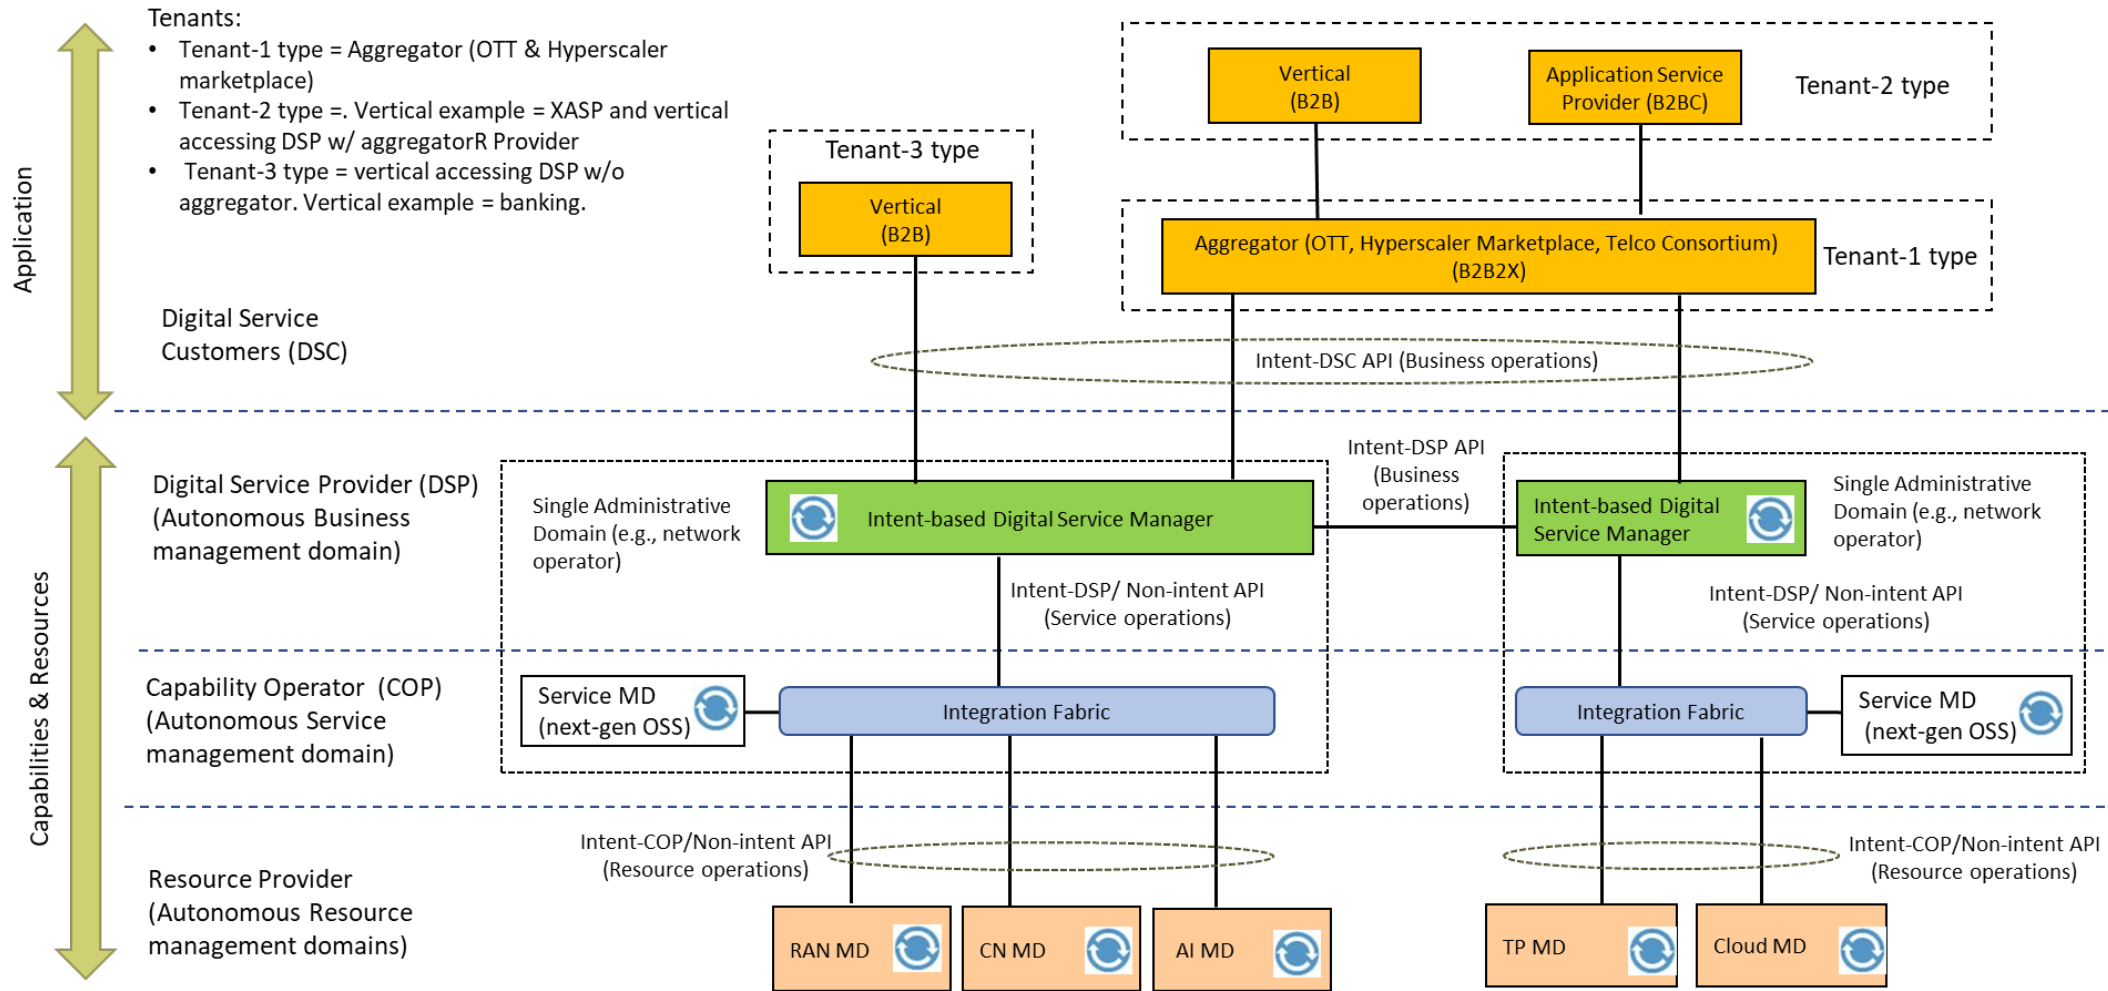 Tenants:
• Tenant-1 type = Aggregator (OTT & Hyperscaler
marketplace)
• Tenant-2 type =. Vertical example = XASP and vertical
accessing DSP w/ aggregatorR Provider
• Tenant-3 type = vertical accessing DSP w/o
aggregator. Vertical example = banking.
Application
Vertical
(B2B)
Application Service
Provider (B2BC)
Tenant-2 type
Tenant-3 type
Vertical
(B2B)
Aggregator (OTT, Hyperscaler Marketplace, Telco Consortium)
(B2B2X)
Tenant-1 type
Digital Service
Customers (DSC)
Intent-DSC API (Business operations)
Capabilities & Resources
Digital Service Provider (DSP)
(Autonomous Business
management domain)
Single Administrative
Domain (e.g., network
operator)
Intent-based Digital Service Manager
Intent-DSP API
(Business
operations)
Intent-based Digital
Service Manager
Single Administrative
Domain (e.g., network
operator)
Intent-DSP/ Non-intent API
(Service operations)
Intent-DSP/ Non-intent API
(Service operations)
Capability Operator (COP)
(Autonomous Service
management domain)
Service MD
(next-gen OSS)
Integration Fabric
Integration Fabric
Service MD
(next-gen OSS)
Intent-COP/Non-intent API
(Resource operations)
Intent-COP/Non-intent API
(Resource operations)
Resource Provider
(Autonomous Resource
management domains)
RAN MD
CN MD
AI MD
TP MD
Cloud MD